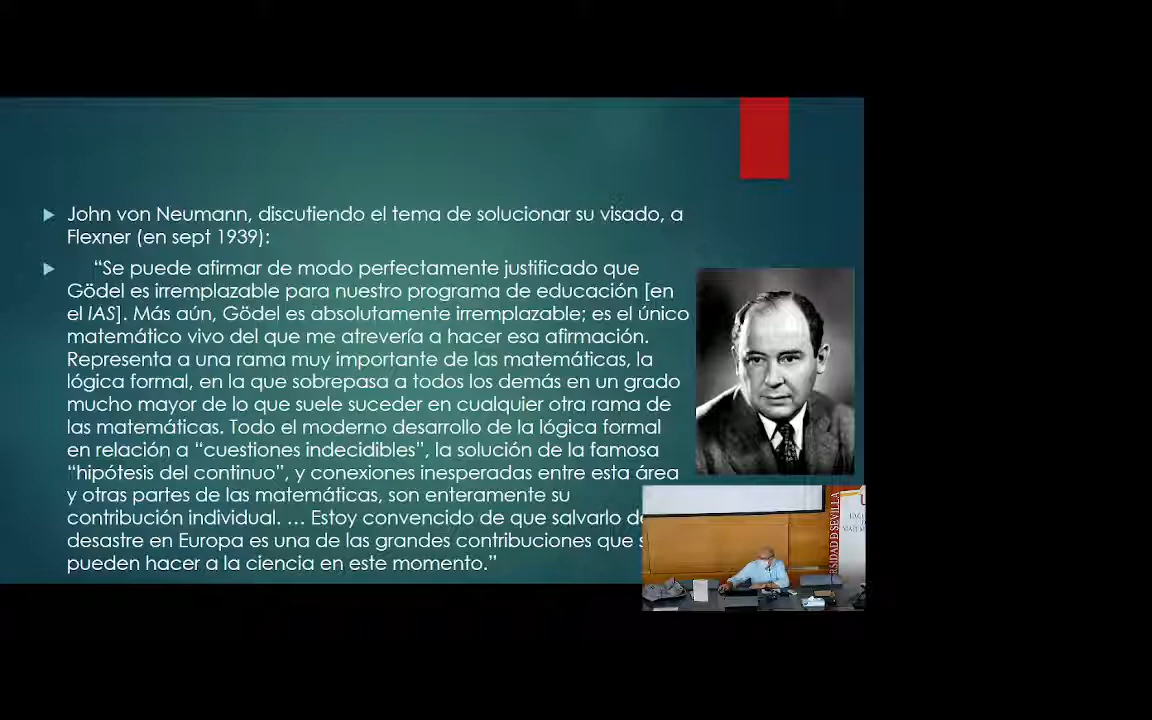 John von Neumann, discutiendo el tema de solucionar su visado, a
Flexner (en sept 1939):
“Se puede afirmar de modo perfectamente justificado que
Gödel es irremplazable para nuestro programa de educación [en
el IAS]. Más aún, Gödel es absolutamente irremplazable; es el único
matemático vivo del que me atrevería a hacer esa afirmación.
Representa a una rama muy importante de las matemáticas, la
lógica formal, en la que sobrepasa a todos los demás en un grado
mucho mayor de lo que suele suceder en cualquier otra rama de
las matemáticas. Todo el moderno desarrollo de la lógica formal
en relación a “cuestiones indecidibles”, la solución de la famosa
“hipótesis del continuo”, y conexiones inesperadas entre esta área
y otras partes de las matemáticas, son enteramente su
contribución individual. … Estoy convencido de que salvarlo
desastre en Europa es una de las grandes contribuciones que
pueden hacer a la ciencia en este momento.”
SEVILLA